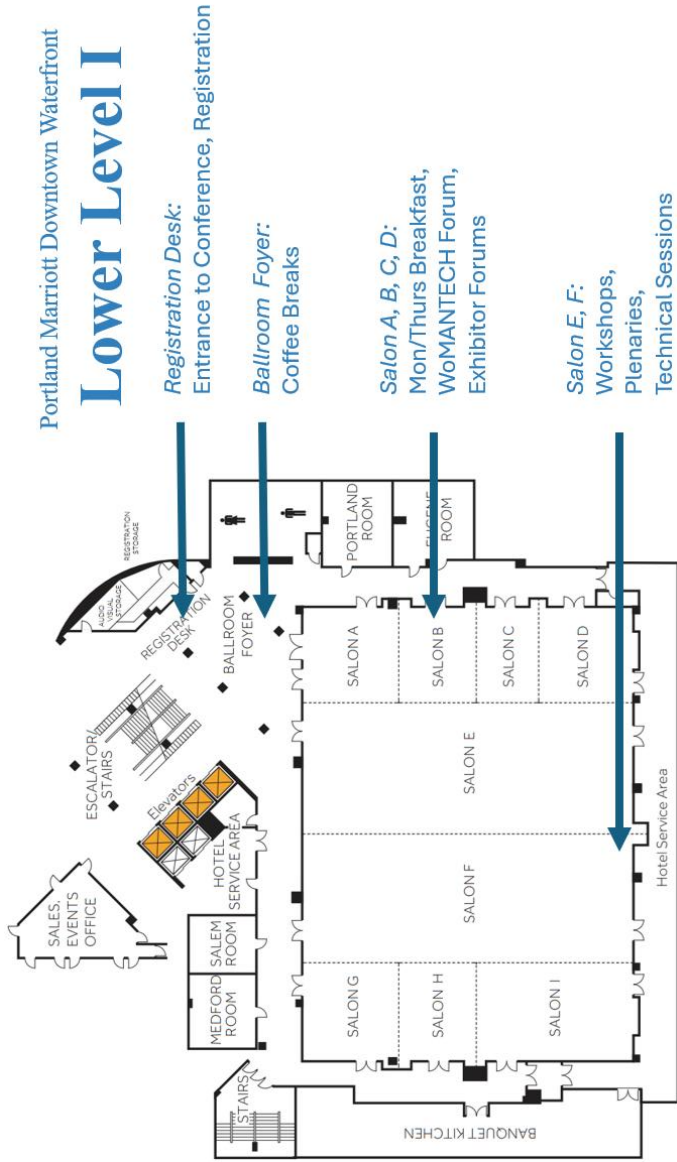 Portland Marriott Downtown Waterfront
Lower Level I
Registration Desk:
Entrance to Conference, Registration
Ballroom Foyer:
Coffee Breaks
Salon A, B, C, D:
Mon/Thurs Breakfast,
WoMANTECH Forum,
Exhibitor Forums
Salon E, F:
Workshops,
Plenaries,
Technical Sessions
REGISTRATION
STORAGE
AUDIO
VISUAL
STORAGE
REGISTRATION
DESK
BALLROOM
FOYER
ESCALATOR/
STAIRS
Elevators
HOTEL
SERVICE AREA
SALES,
EVENTS
OFFICE
SALEM
ROOM
MEDFORD
ROOM
STAIRS
PORTLAND
ROOM
EUGENE
ROOM
SALON A
SALON B
SALON C
SALON D
SALON E
SALON F
SALON G
SALON H
SALON I
Hotel Service Area
BANQUET KITCHEN